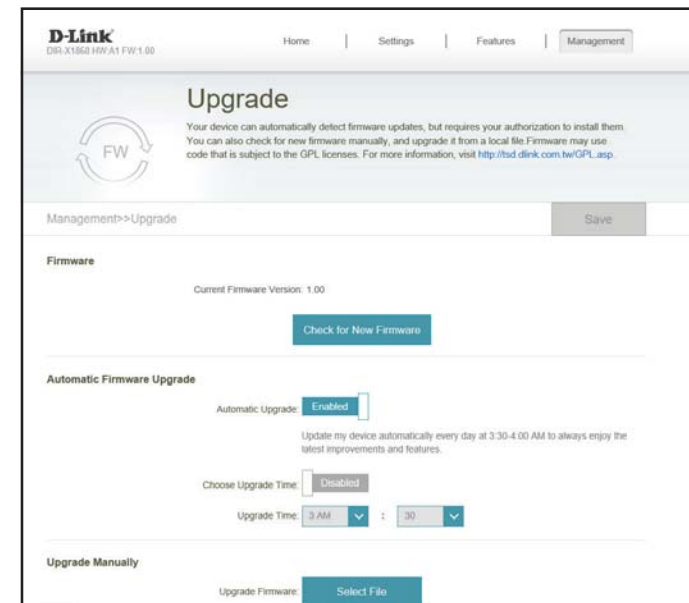 D-Link
DIR-X1860 HW:A1 FW:1.00
Home | Settings | Features | Management
Upgrade
Your device can automatically detect firmware updates, but requires your authorization to install them.
You can also check for new firmware manually, and upgrade it from a local file.Firmware may use
code that is subject to the GPL licenses. For more information, visit http://tsd.dlink.com.tw/GPL.asp.
FW
Management>>Upgrade
Save
Firmware
Current Firmware Version: 1.00
Check for New Firmware
Automatic Firmware Upgrade
Automatic Upgrade: Enabled
Update my device automatically every day at 3:30-4:00 AM to always enjoy the
latest improvements and features.
Choose Upgrade Time: Disabled
Upgrade Time: 3 AM : 30
Upgrade Manually
Upgrade Firmware: Select File